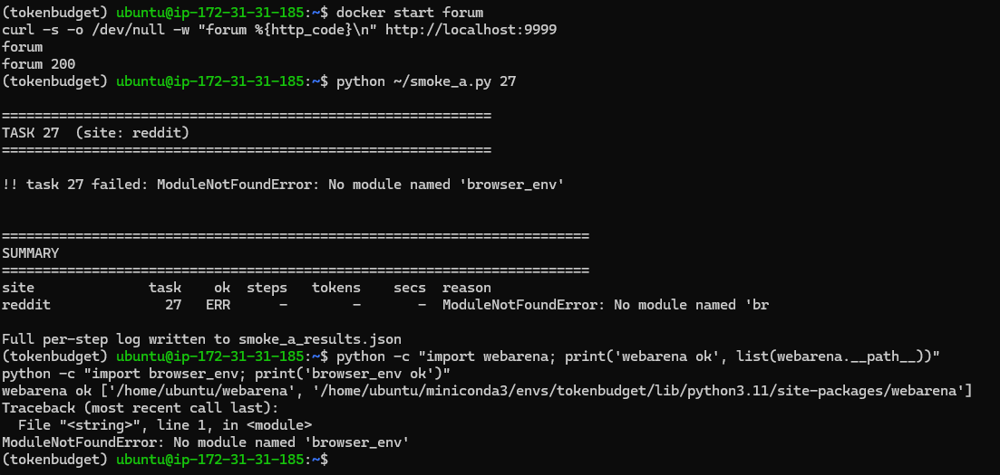 (tokenbudget) ubuntu@ip-172-31-31-185:~$ docker start forum
curl -s -o /dev/null -w "forum %{http_code}\n" http://localhost:9999
forum
forum 200
(tokenbudget) ubuntu@ip-172-31-31-185:~$ python ~/smoke_a.py 27
============================================================
TASK 27  (site: reddit)
============================================================
!! task 27 failed: ModuleNotFoundError: No module named 'browser_env'
========================================================================
SUMMARY
========================================================================
site               task    ok  steps   tokens    secs  reason
reddit               27   ERR      –        –       –  ModuleNotFoundError: No module named 'br
Full per-step log written to smoke_a_results.json
(tokenbudget) ubuntu@ip-172-31-31-185:~$ python -c "import webarena; print('webarena ok', list(webarena.__path__))"
python -c "import browser_env; print('browser_env ok')"
webarena ok ['/home/ubuntu/webarena', '/home/ubuntu/miniconda3/envs/tokenbudget/lib/python3.11/site-packages/webarena']
Traceback (most recent call last):
  File "<string>", line 1, in <module>
ModuleNotFoundError: No module named 'browser_env'
(tokenbudget) ubuntu@ip-172-31-31-185:~$